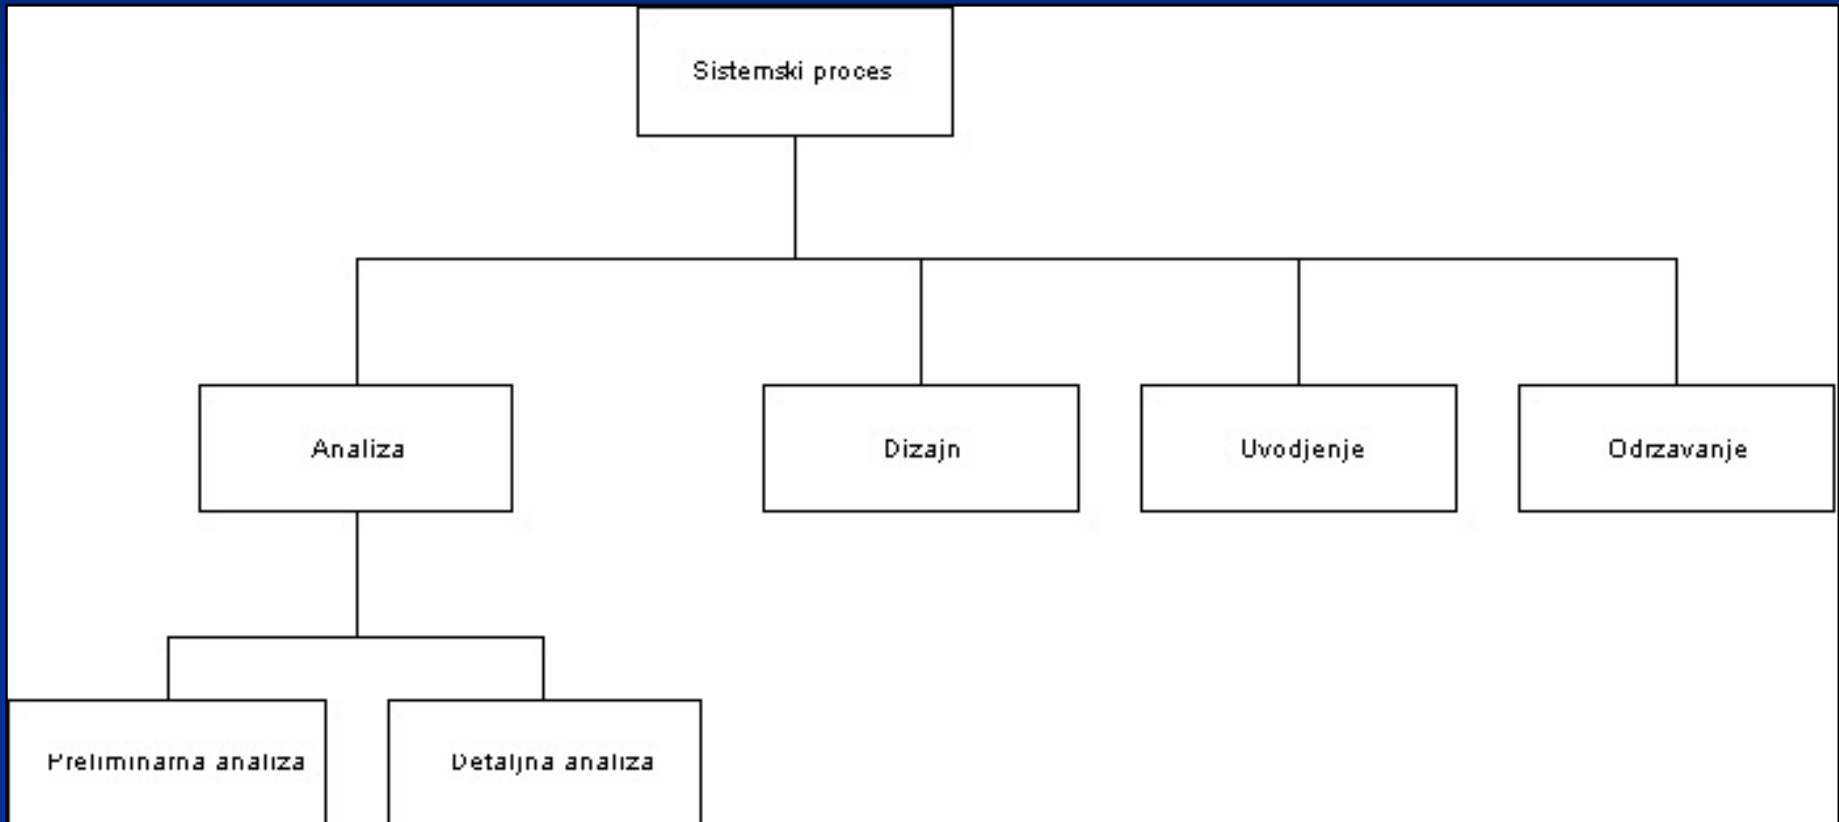 Sistemski proces
Analiza
Dizajn
Uvodjenje
Odrzavanje
Preliminarna analiza
Detaljna analiza